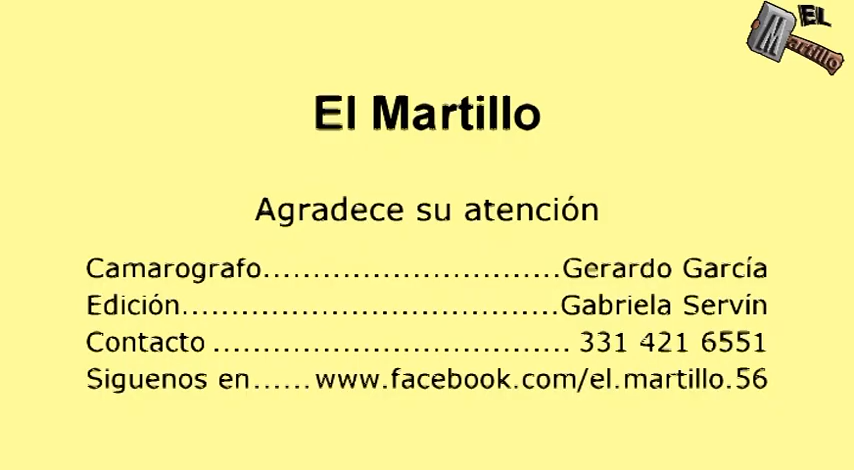 EL
Martillo
El Martillo
Agradece su atención
Camarografo..............................Gerardo García
Edición......................................Gabriela Servín
Contacto .................................... 331 421 6551
Siguenos en......www.facebook.com/el.martillo.56